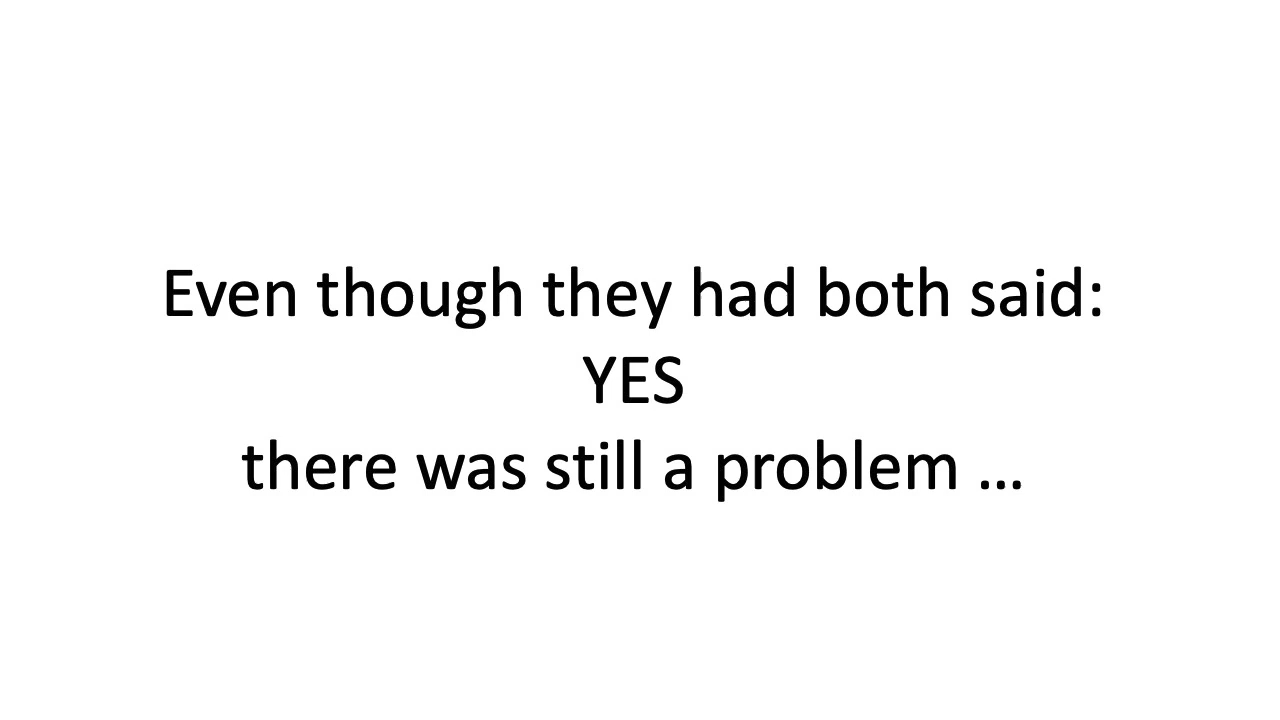 Even though they had both said:
YES
there was still a problem …